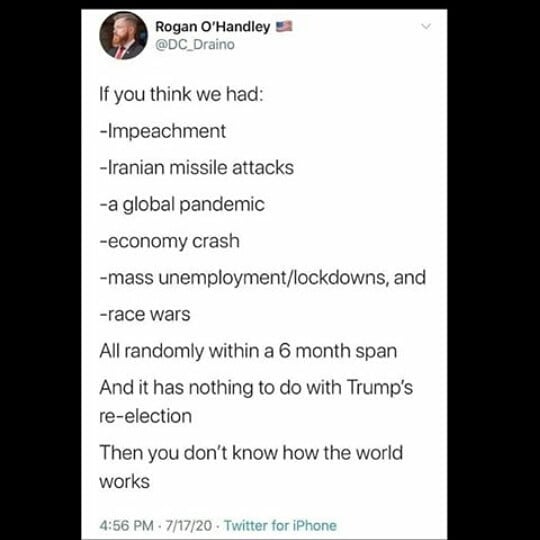 Rogan O'Handley 🇺🇸
@DC_Draino
If you think we had:
-Impeachment
-Iranian missile attacks
-a global pandemic
-economy crash
-mass unemployment/lockdowns, and
-race wars
All randomly within a 6 month span
And it has nothing to do with Trump's
re-election
Then you don't know how the world
works
4:56 PM · 7/17/20 · Twitter for iPhone